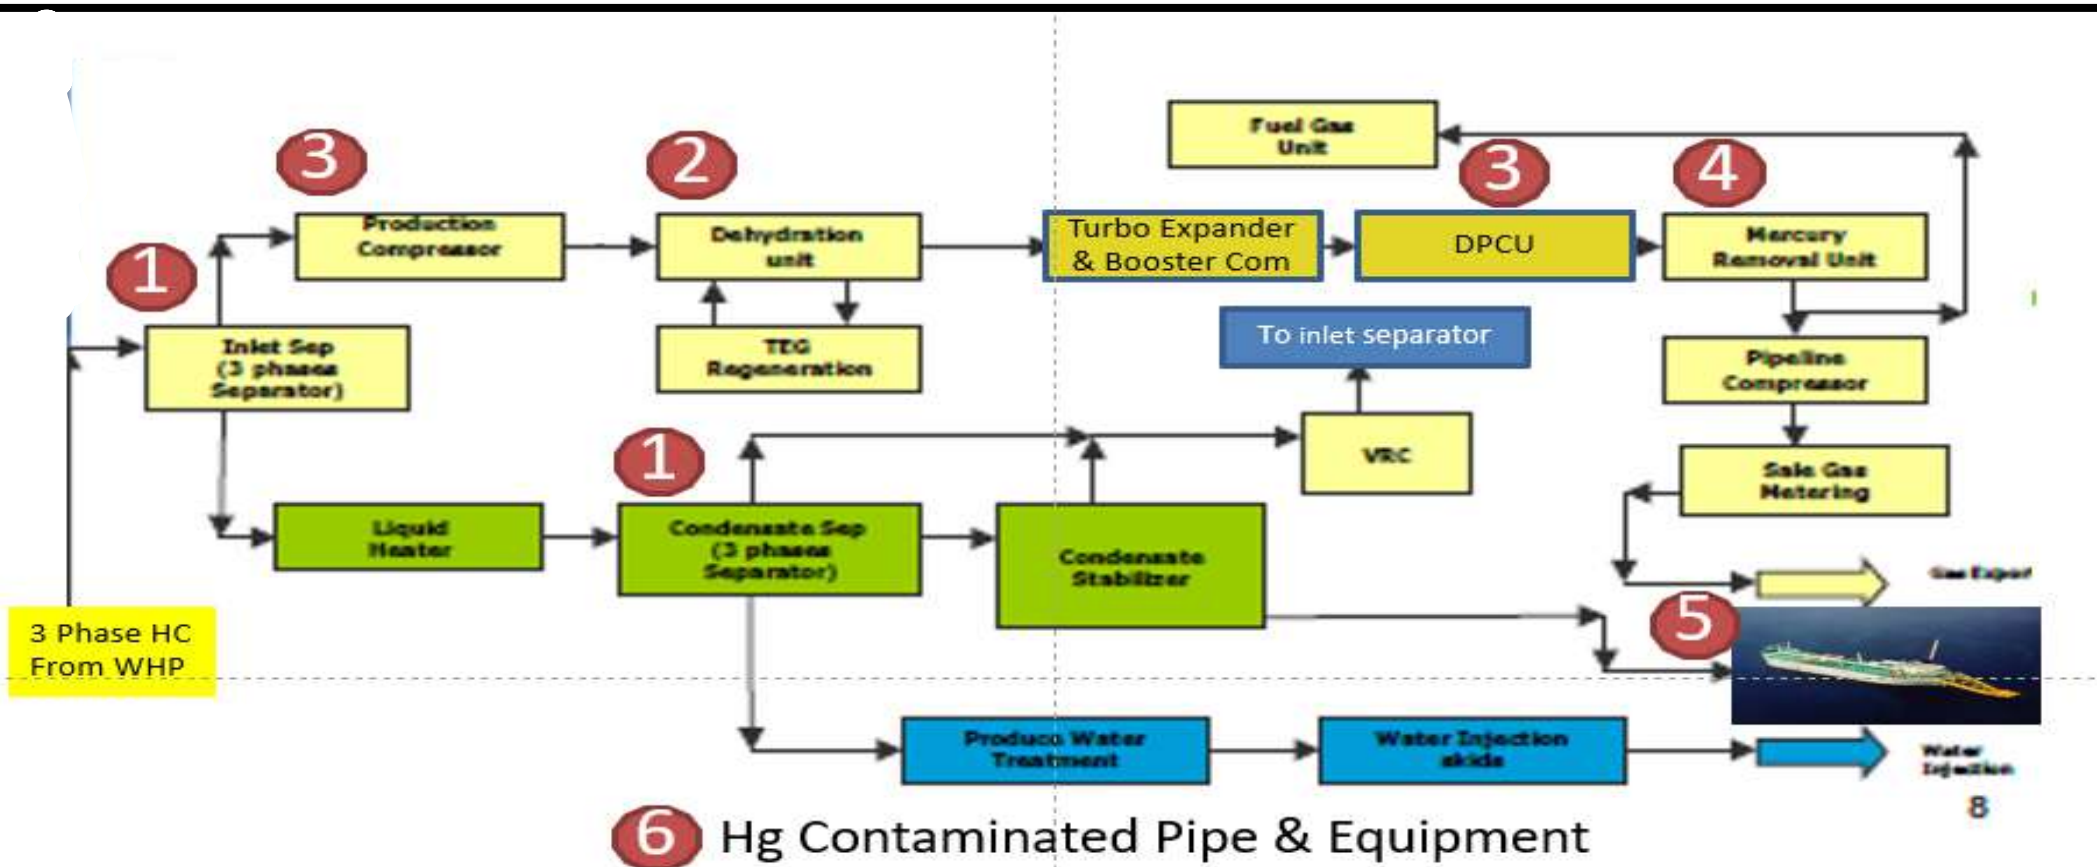 3
2
Fuel Gas
Unit
3
4
Production
Compressor
Dehydration
unit
Turbo Expander
& Booster Com
DPCU
Mercury
Removal Unit
1
Inlet Sep
(3 phases
Separator)
TEG
Regeneration
To inlet separator
Pipeline
Compressor
1
VRC
Sale Gas
Metering
Liquid
Heater
Condensate Sep
(3 phases
Separator)
Condensate
Stabilizer
Gas Expor
3 Phase HC
From WHP
5
Produce Water
Treatment
Water Injection
skids
Water
Injection
8
6 Hg Contaminated Pipe & Equipment